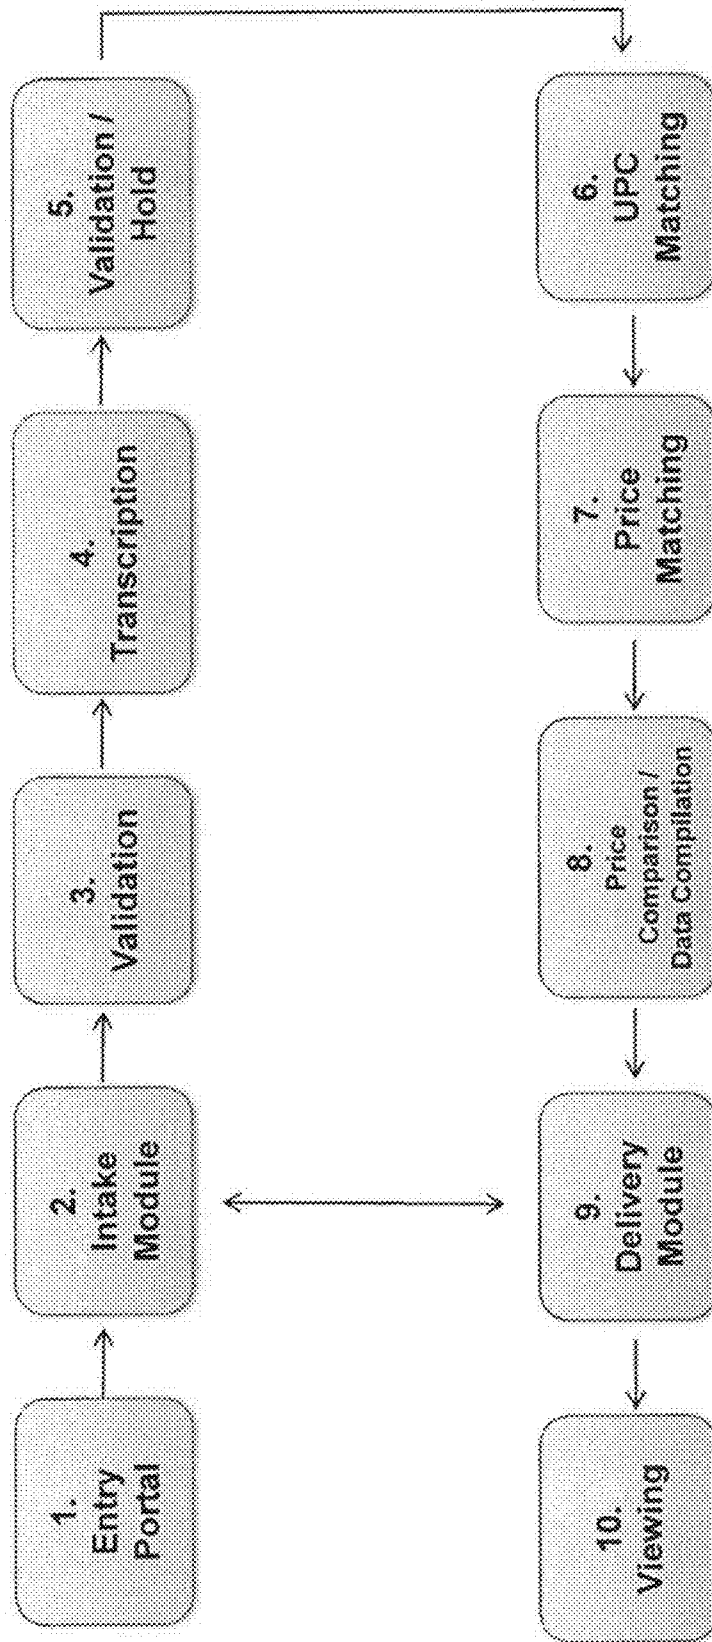 1.
Entry
Portal
2.
Intake
Module
3.
Validation
4.
Transcription
5.
Validation /
Hold
6.
UPC
Matching
7.
Price
Matching
8.
Price
Comparison /
Data Compilation
9.
Delivery
Module
10.
Viewing